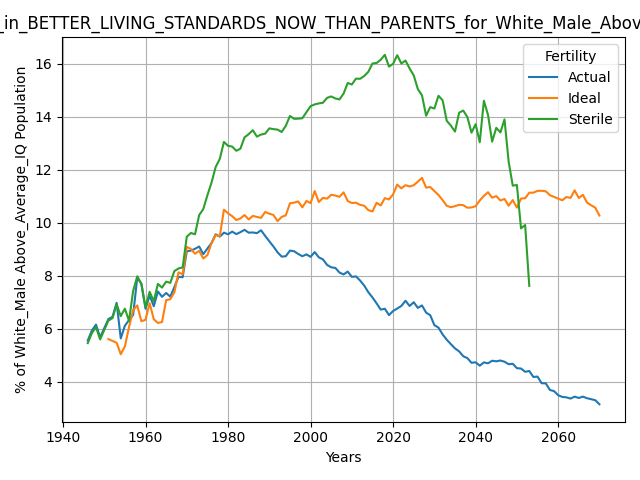 _in_BETTER_LIVING_STANDARDS_NOW_THAN_PARENTS_for_White_Male_Abov
% of White_Male Above_Average_IQ Population
16
14
12
10
8
6
4
Fertility
Actual
Ideal
Sterile
1940
1960
1980
2000
2020
2040
2060
Years